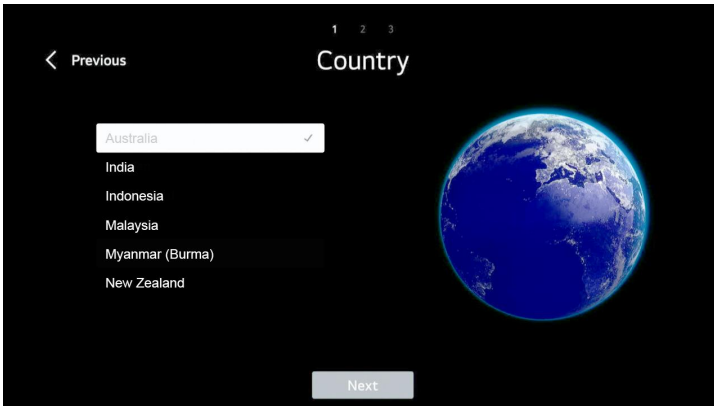 1 2 3
Previous
Country
Australia
India
Indonesia
Malaysia
Myanmar (Burma)
New Zealand
Next